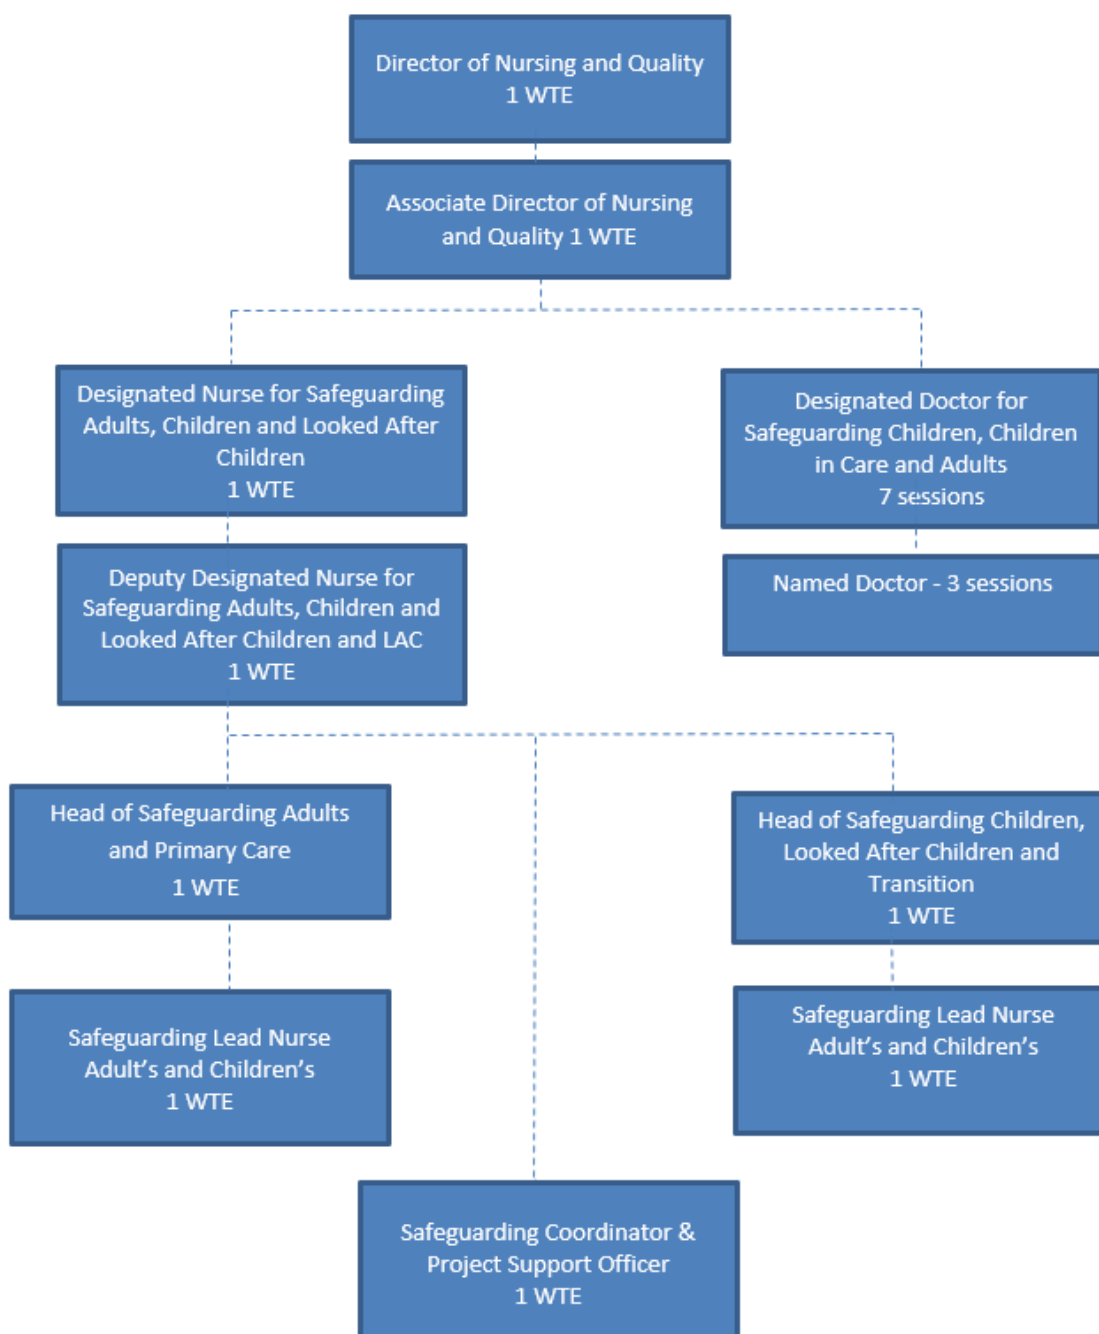 Director of Nursing and Quality
1 WTE
Associate Director of Nursing
and Quality 1 WTE
Designated Nurse for Safeguarding
Adults, Children and Looked After
Children
1 WTE
Designated Doctor for
Safeguarding Children, Children
in Care and Adults
7 sessions
Deputy Designated Nurse for
Safeguarding Adults, Children and
Looked After Children and LAC
1 WTE
Named Doctor - 3 sessions
Head of Safeguarding Adults
and Primary Care
1 WTE
Head of Safeguarding Children,
Looked After Children and
Transition
1 WTE
Safeguarding Lead Nurse
Adult’s and Children’s
1 WTE
Safeguarding Lead Nurse
Adult’s and Children’s
1 WTE
Safeguarding Coordinator &
Project Support Officer
1 WTE